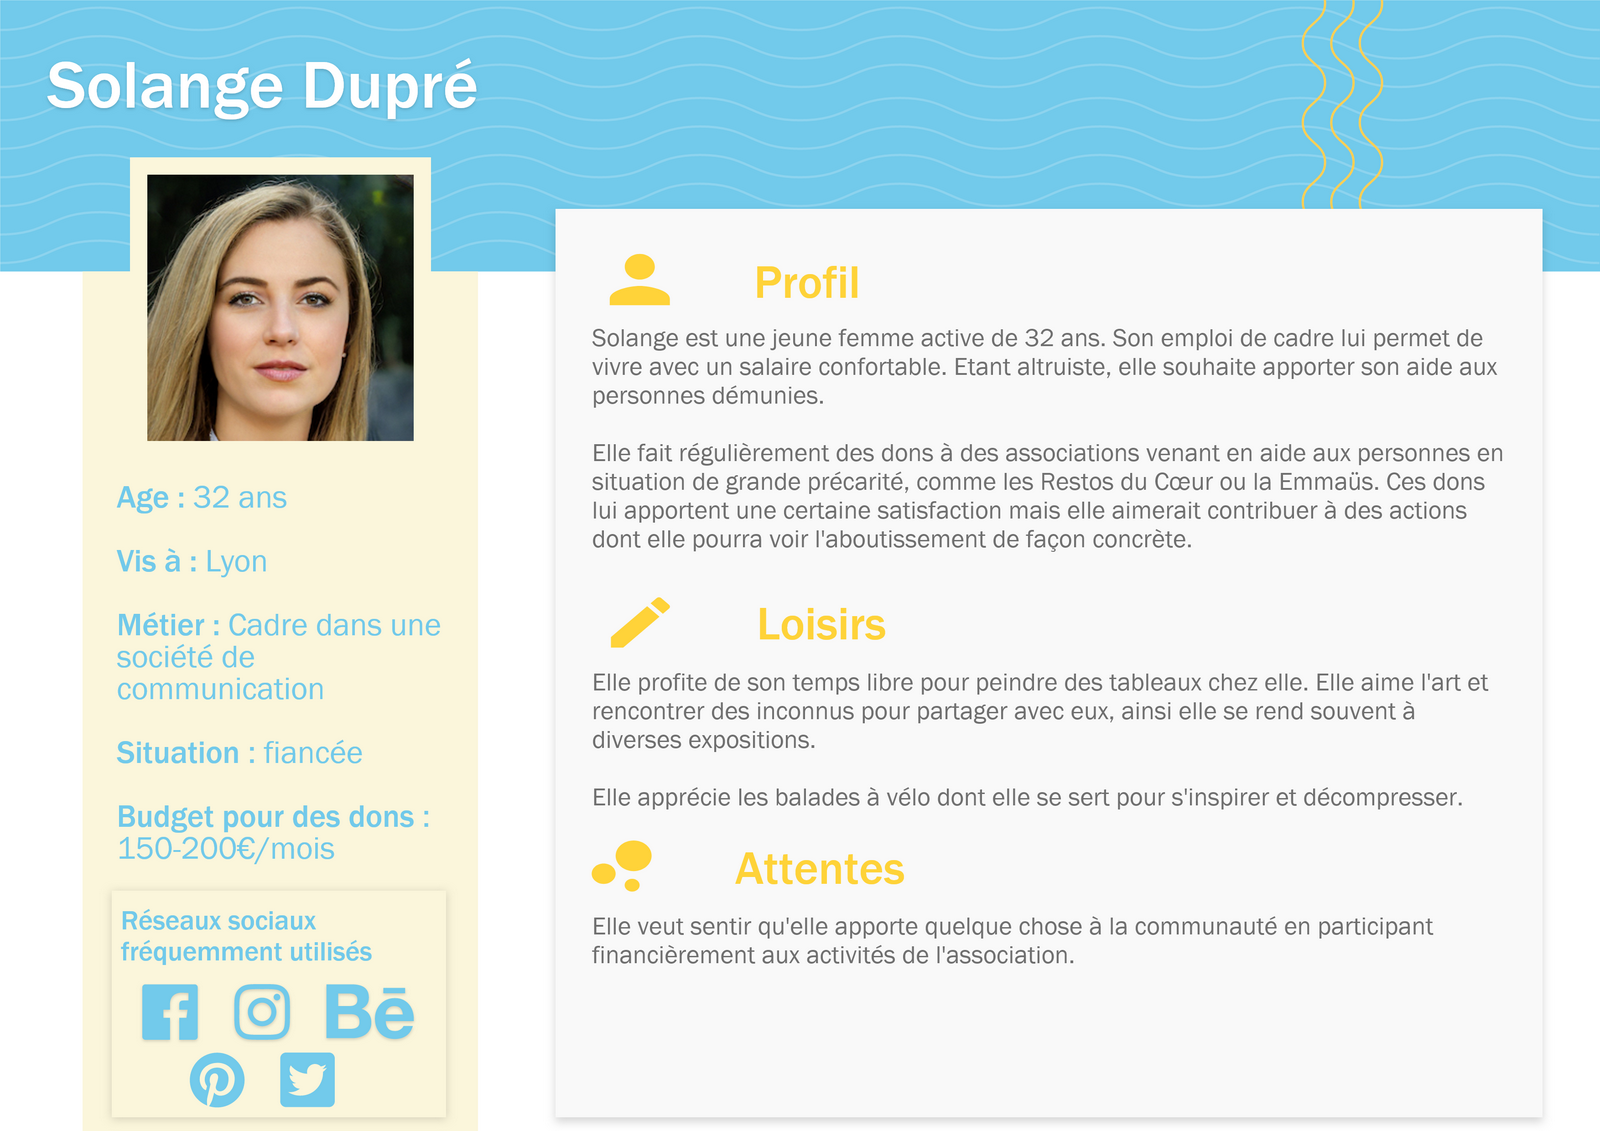 Solange Dupré
Age : 32 ans
Vis à : Lyon
Métier : Cadre dans une
société de
communication
Situation : fiancée
Budget pour des dons :
150-200€/mois
Réseaux sociaux
fréquemment utilisés
Bē
Profil
Solange est une jeune femme active de 32 ans. Son emploi de cadre lui permet de
vivre avec un salaire confortable. Etant altruiste, elle souhaite apporter son aide aux
personnes démunies.
Elle fait régulièrement des dons à des associations venant en aide aux personnes en
situation de grande précarité, comme les Restos du Cœur ou la Emmaüs. Ces dons
lui apportent une certaine satisfaction mais elle aimerait contribuer à des actions
dont elle pourra voir l'aboutissement de façon concrète.
Loisirs
Elle profite de son temps libre pour peindre des tableaux chez elle. Elle aime l'art et
rencontrer des inconnus pour partager avec eux, ainsi elle se rend souvent à
diverses expositions.
Elle apprécie les balades à vélo dont elle se sert pour s'inspirer et décompresser.
Attentes
Elle veut sentir qu'elle apporte quelque chose à la communauté en participant
financièrement aux activités de l'association.